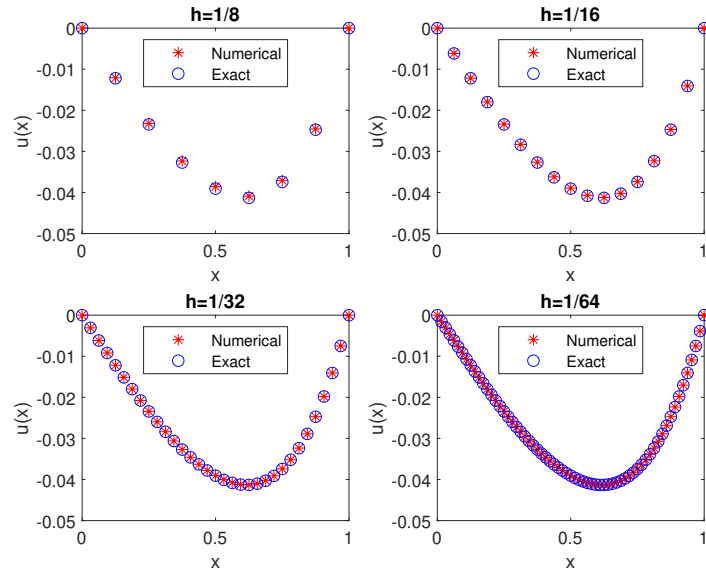 h=1/8
0
-0.01
-0.02
-0.03
-0.04
-0.05
u(x)
Numerical
Exact
0
0.5
1
x
h=1/16
0
-0.01
-0.02
-0.03
-0.04
-0.05
u(x)
Numerical
Exact
0
0.5
1
x
h=1/32
0
-0.01
-0.02
-0.03
-0.04
-0.05
u(x)
Numerical
Exact
0
0.5
1
x
h=1/64
0
-0.01
-0.02
-0.03
-0.04
-0.05
u(x)
Numerical
Exact
0
0.5
1
x